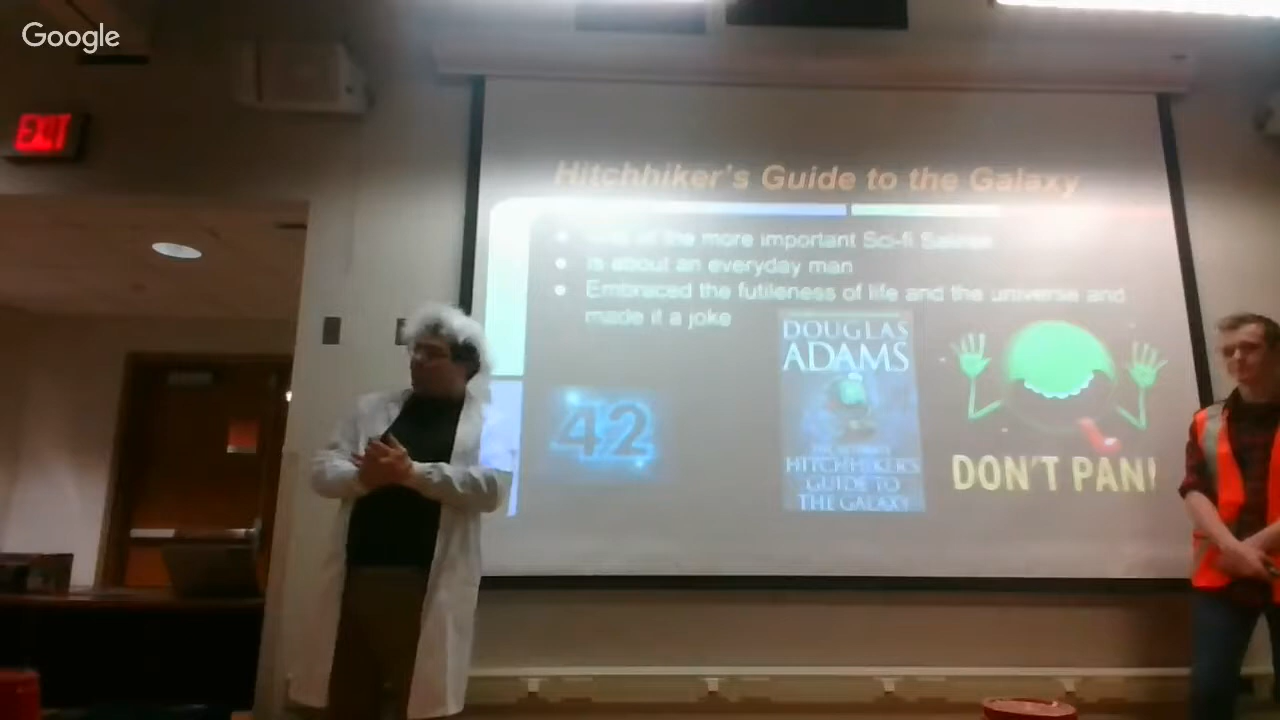 Google
EXIT
Hitchhiker's Guide to the Galaxy
of the more important Sci-fi
is about an everyday man
Embraced the futileness of life and the universe and
made it a joke
42
DOUGLAS
ADAMS
HITCHHIKER'S
GUIDE TO
THE GALAXY
DON'T PANI